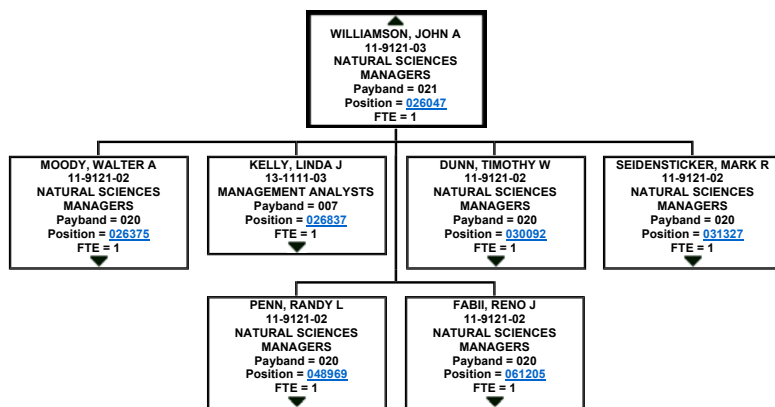 WILLIAMSON, JOHN A
11-9121-03
NATURAL SCIENCES
MANAGERS
Payband = 021
Position = 026047
FTE = 1
MOODY, WALTER A
11-9121-02
NATURAL SCIENCES
MANAGERS
Payband = 020
Position = 026375
FTE = 1
KELLY, LINDA J
13-1111-03
MANAGEMENT ANALYSTS
Payband = 007
Position = 026837
FTE = 1
DUNN, TIMOTHY W
11-9121-02
NATURAL SCIENCES
MANAGERS
Payband = 020
Position = 030092
FTE = 1
SEIDENSTICKER, MARK R
11-9121-02
NATURAL SCIENCES
MANAGERS
Payband = 020
Position = 031327
FTE = 1
PENN, RANDY L
11-9121-02
NATURAL SCIENCES
MANAGERS
Payband = 020
Position = 048969
FTE = 1
FABII, RENO J
11-9121-02
NATURAL SCIENCES
MANAGERS
Payband = 020
Position = 061205
FTE = 1